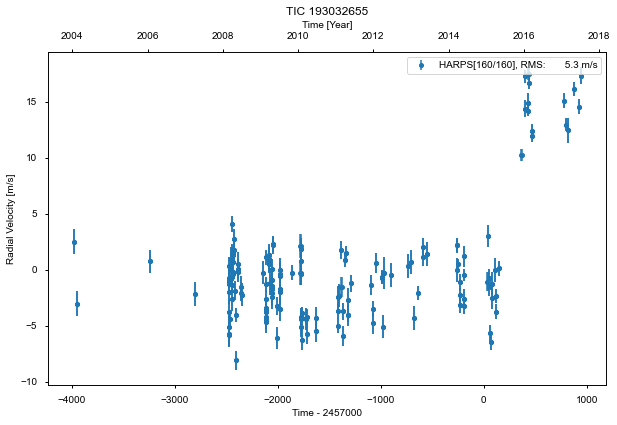 TIC 193032655
Time [Year]
2004 2006 2008 2010 2012 2014 2016 2018
HARPS[160/160], RMS: 5.3 m/s
15
10
5
0
−5
−10
Radial Velocity [m/s]
−4000 −3000 −2000 −1000 0 1000
Time - 2457000